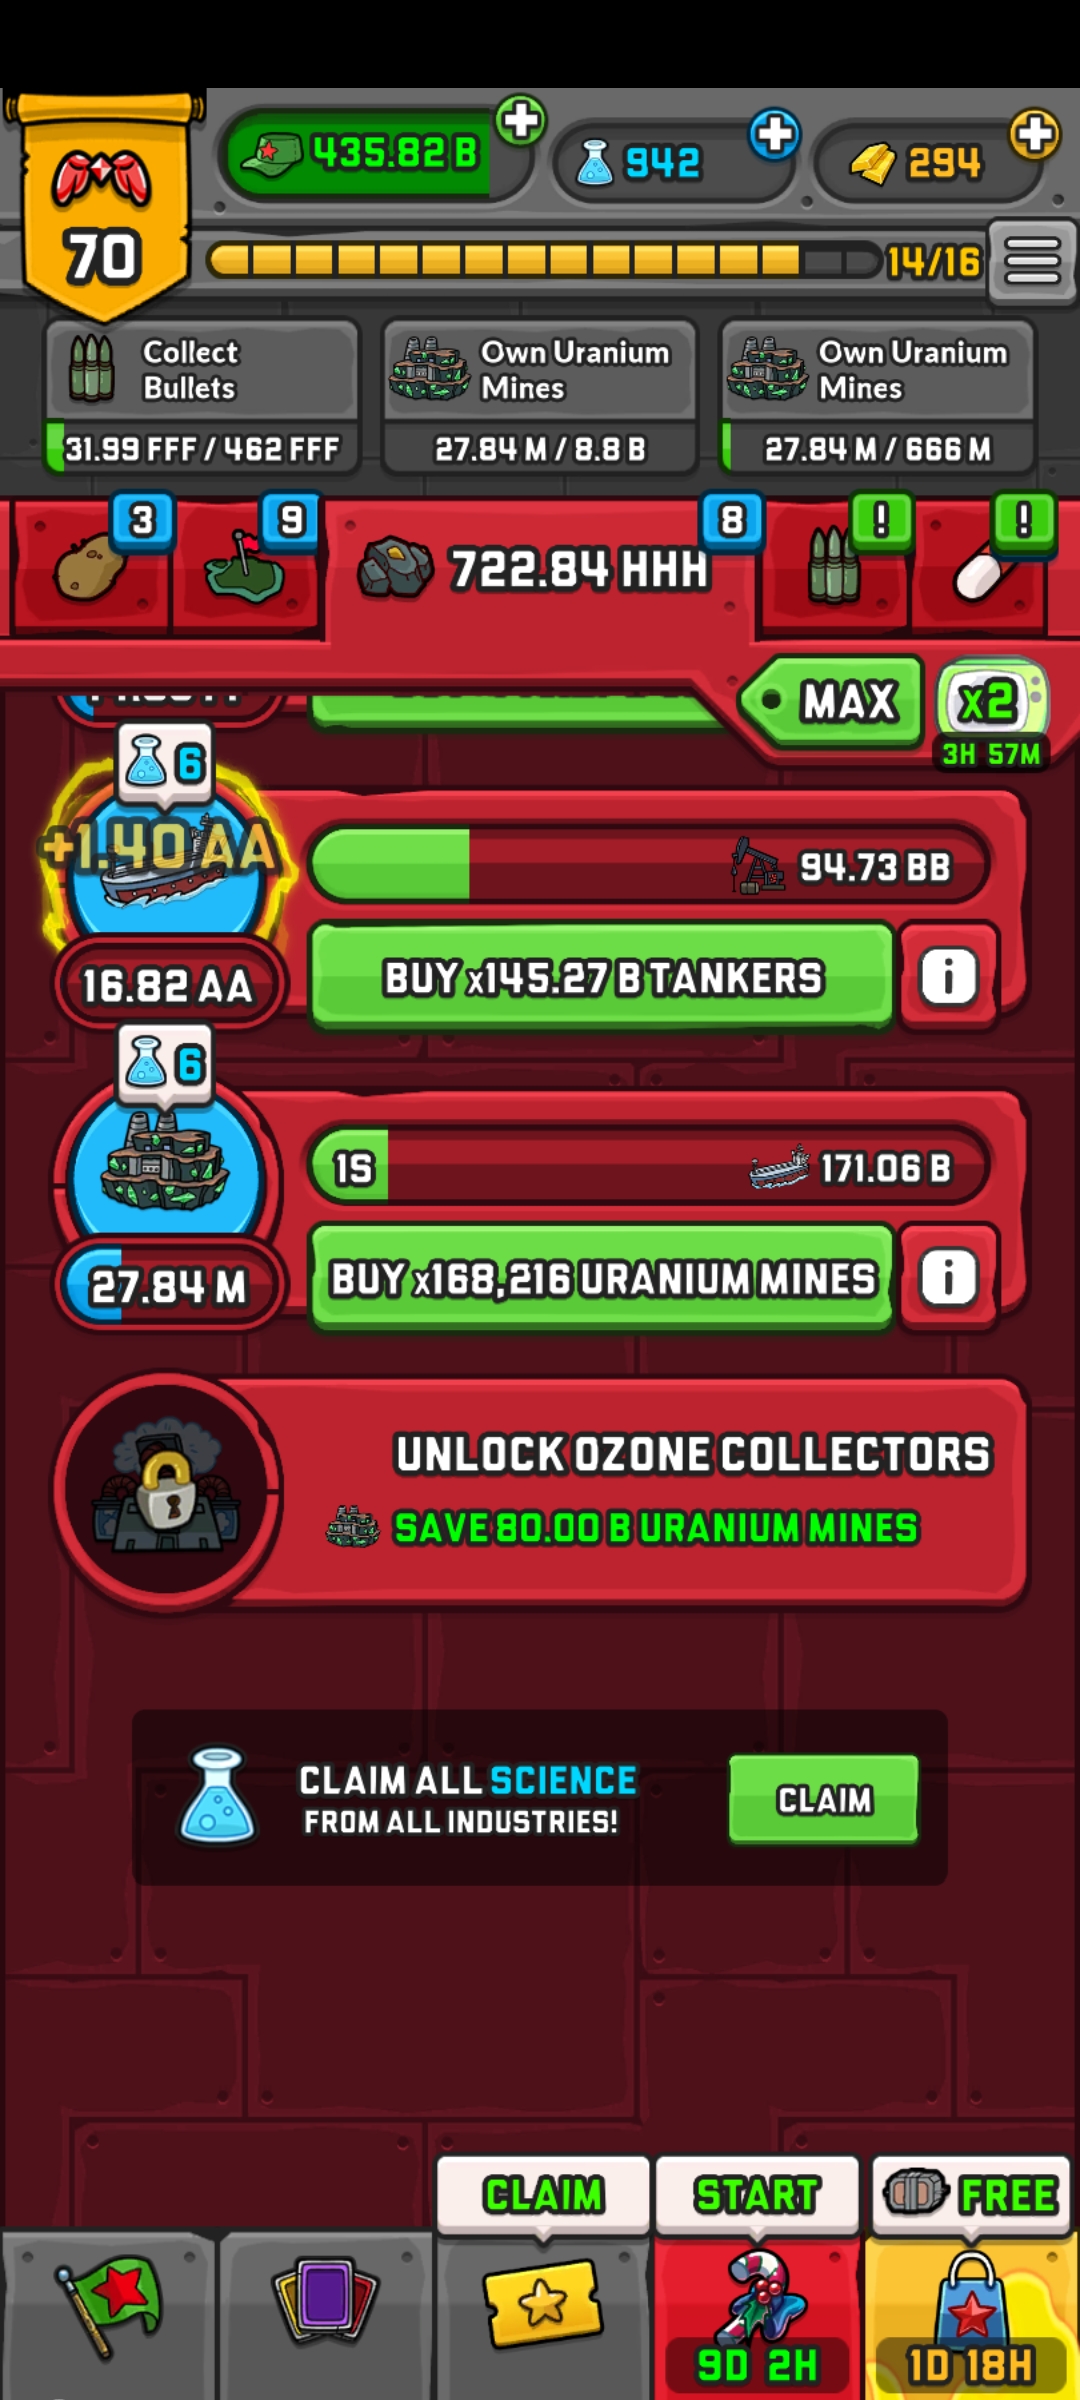 435.82 B
942
294
70
14/16
Collect
Bullets
31.99 FFF / 462 FFF
Own Uranium
Mines
27.84 M / 8.8 B
Own Uranium
Mines
27.84 M / 666 M
3
9
722.84 HHH
8
!
!
MAX
x2
3H 57M
6
+1.40 AA
94.73 BB
16.82 AA
BUY x145.27 B TANKERS
i
6
1S
171.06 B
27.84 M
BUY x168,216 URANIUM MINES
i
UNLOCK OZONE COLLECTORS
SAVE 80.00 B URANIUM MINES
CLAIM ALL SCIENCE
FROM ALL INDUSTRIES!
CLAIM
CLAIM
START
FREE
9D 2H
1D 18H